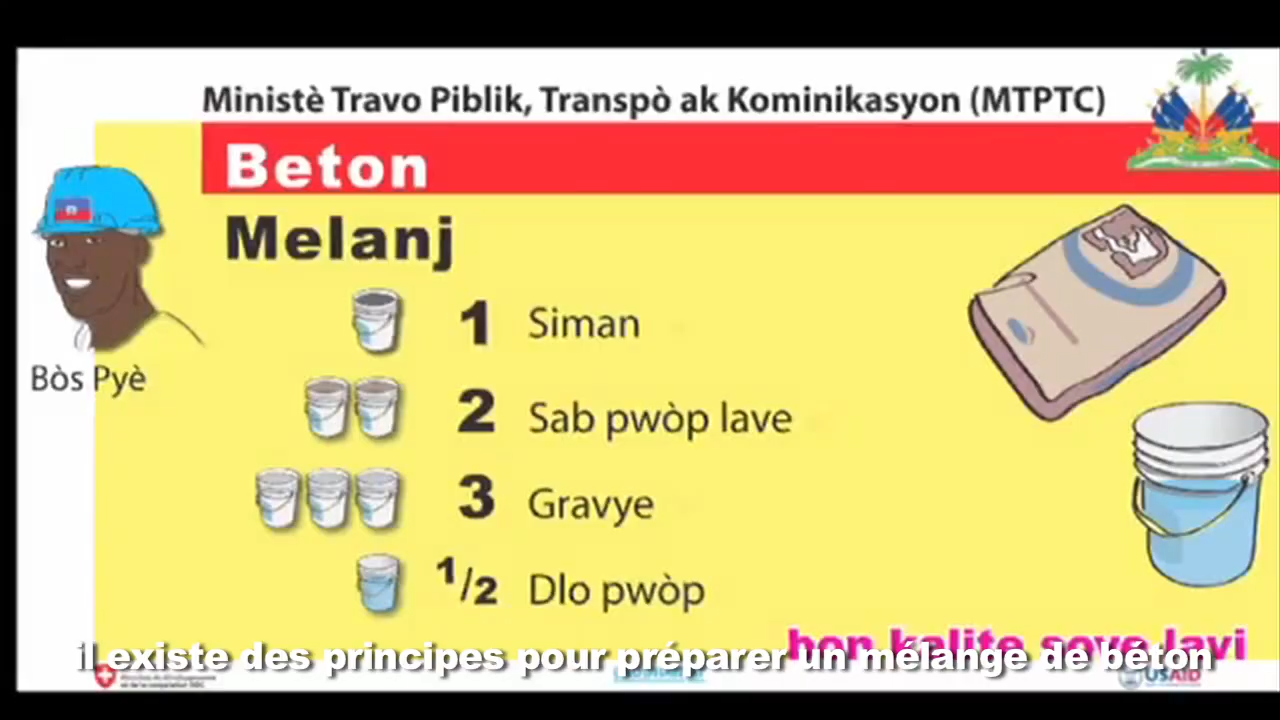 Ministè Travo Piblik, Transpò ak Kominikasyon (MTPTC)
Beton
Melanj
1 Siman
Bòs Pyè
2 Sab pwòp lave
3 Gravye
1/2 Dlo pwòp
bon kalite sove lavi
il existe des principes pour préparer un mélange de béton
USAID